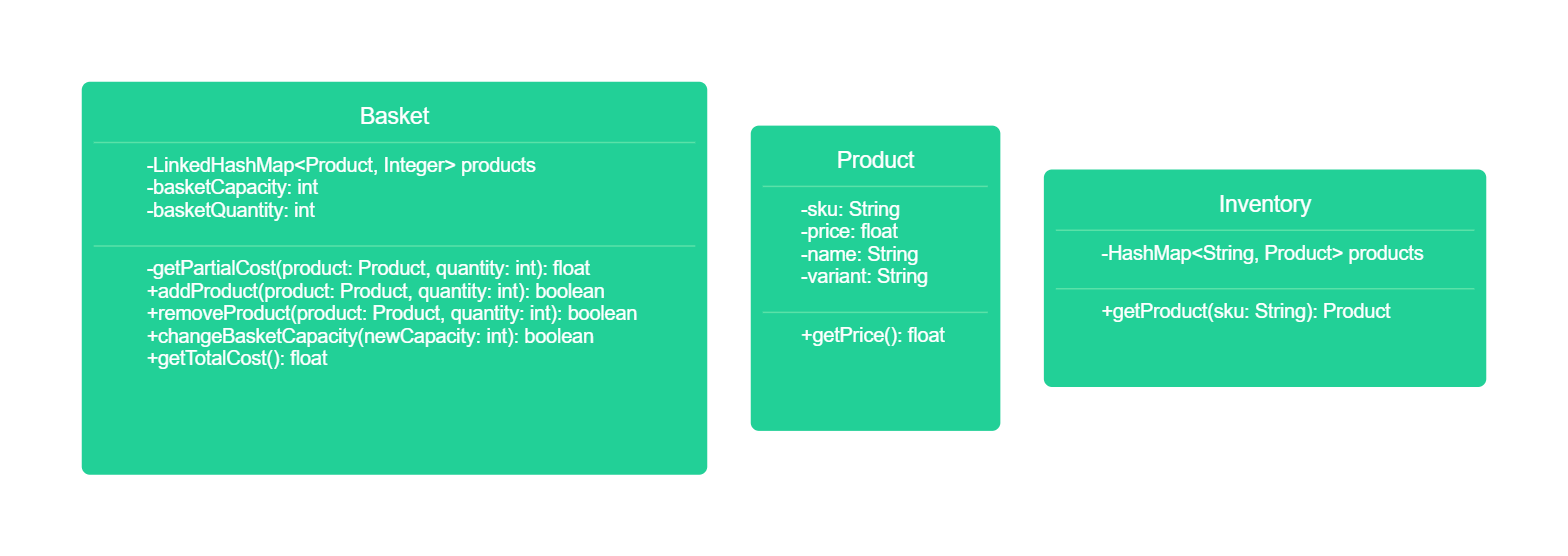 Basket
-LinkedHashMap<Product, Integer> products
-basketCapacity: int
-basketQuantity: int
-getPartialCost(product: Product, quantity: int): float
+addProduct(product: Product, quantity: int): boolean
+removeProduct(product: Product, quantity: int): boolean
+changeBasketCapacity(newCapacity: int): boolean
+getTotalCost(): float
Product
-sku: String
-price: float
-name: String
-variant: String
+getPrice(): float
Inventory
-HashMap<String, Product> products
+getProduct(sku: String): Product